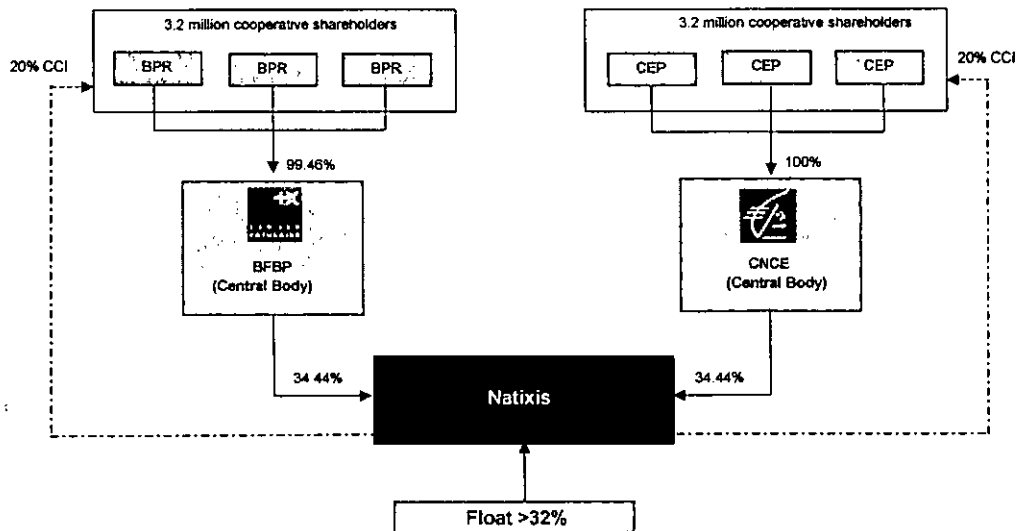 3.2 million cooperative shareholders
3.2 million cooperative shareholders
20% CCI
BPR
BPR
BPR
CEP
CEP
CEP
20% CCI
99.46%
100%
BFBP
(Central Body)
CNCE
(Central Body)
34.44%
34.44%
Natixis
Float >32%